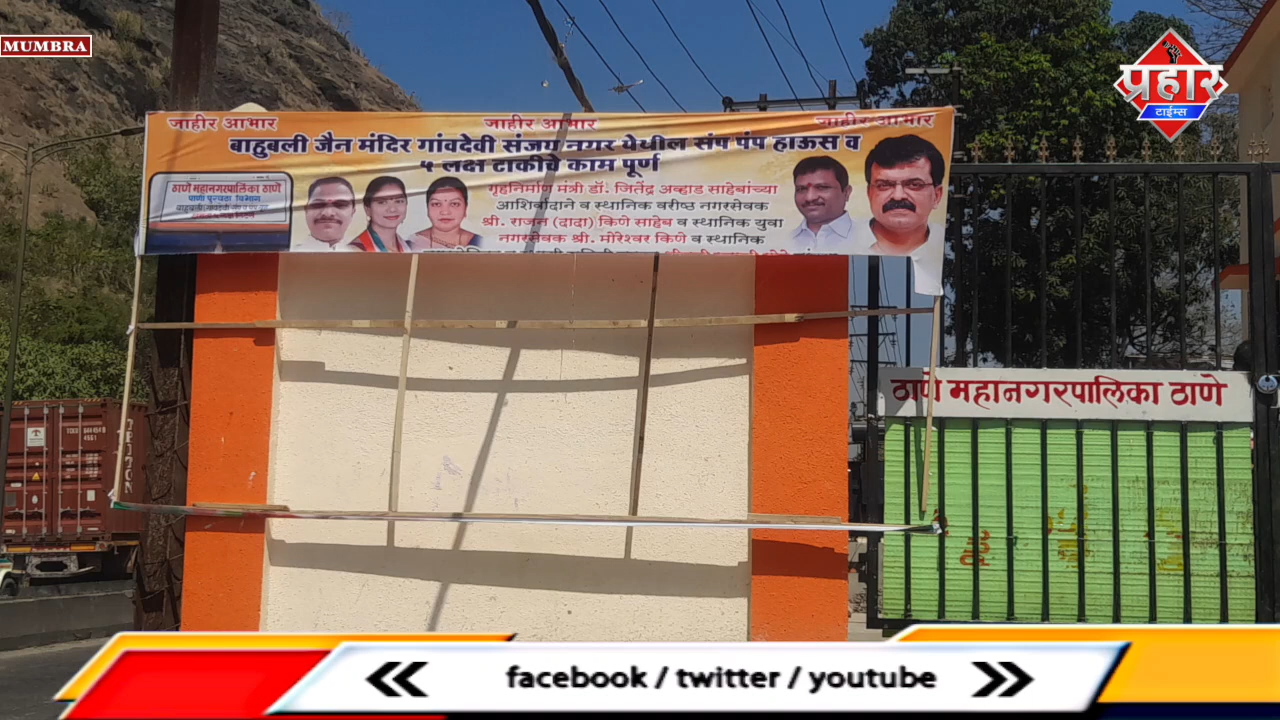 MUMBRA
प्रहार
टाईम्स
जाहीर आभार जाहीर आभार जाहीर आभार
बाहुबली जैन मंदिर गांवदेवी संजय नगर येथील संप पंप हाऊस व
५ लक्ष टाकीचे काम पूर्ण
ठाणे महानगरपालिका ठाणे
पाणी पुरवठा विभाग
गृहनिर्माण मंत्री डॉ. जितेंद्र अव्हाड साहेबांच्या
आशिर्वादाने व स्थानिक वरीष्ठ नगरसेवक
श्री. राजन (दादा) किणे साहेब व स्थानिक युवा
नगरसेवक श्री. मोरेश्वर किणे व स्थानिक
ठाणे महानगरपालिका ठाणे
facebook / twitter / youtube